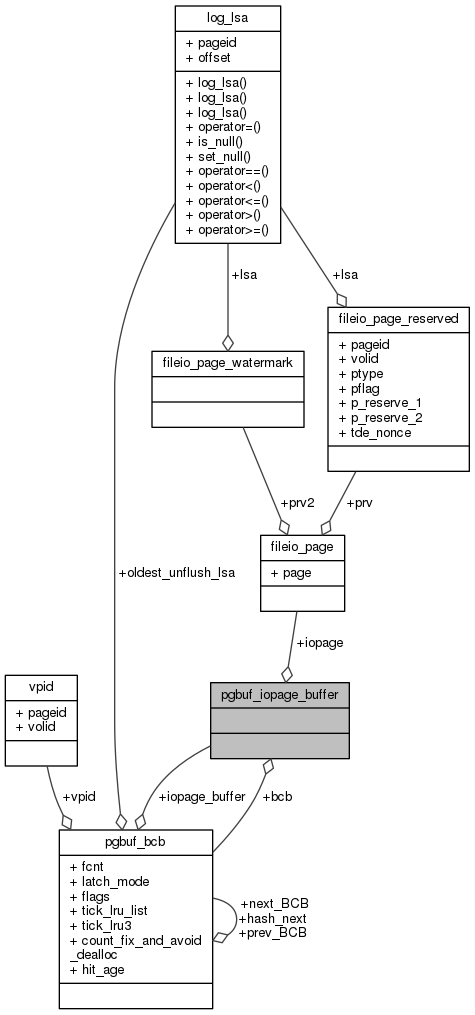 log_lsa
+ pageid
+ offset
+ log_lsa()
+ log_lsa()
+ log_lsa()
+ operator=()
+ is_null()
+ set_null()
+ operator==()
+ operator<()
+ operator<=()
+ operator>()
+ operator>=()
+lsa
+lsa
fileio_page_reserved
+ pageid
+ volid
+ ptype
+ pflag
+ p_reserve_1
+ p_reserve_2
+ tde_nonce
fileio_page_watermark
+prv2
+prv
fileio_page
+ page
+oldest_unflush_lsa
+iopage
vpid
+ pageid
+ volid
pgbuf_iopage_buffer
+vpid
+iopage_buffer
+bcb
pgbuf_bcb
+ fcnt
+ latch_mode
+ flags
+ tick_lru_list
+ tick_lru3
+ count_fix_and_avoid
_dealloc
+ hit_age
+next_BCB
+hash_next
+prev_BCB